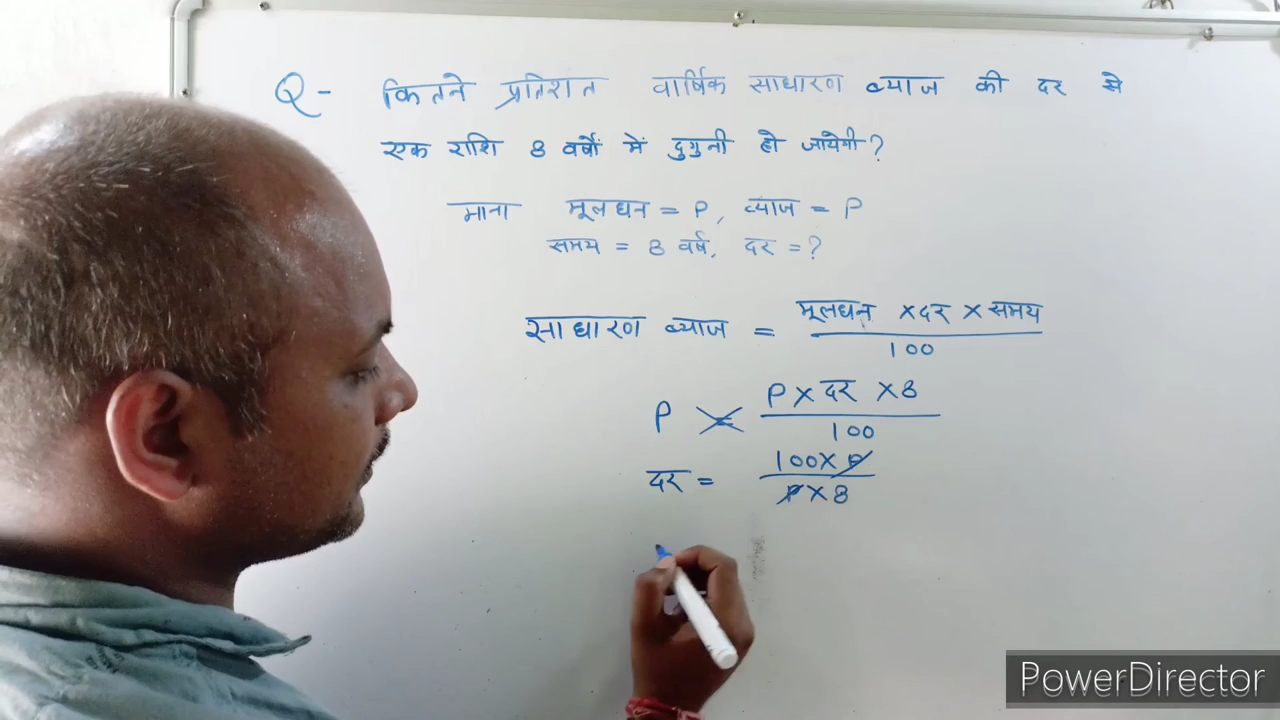 Q- कितने प्रतिशत वार्षिक साधारण ब्याज की दर से
एक राशि 8 वर्षों में दुगुनी हो जायेगी?
माना मूलधन = P, ब्याज = P
समय = 8 वर्ष, दर = ?
साधारण ब्याज = मूलधन × दर × समय / 100
P = P × दर × 8 / 100
दर = 100 × P / P × 8
PowerDirector